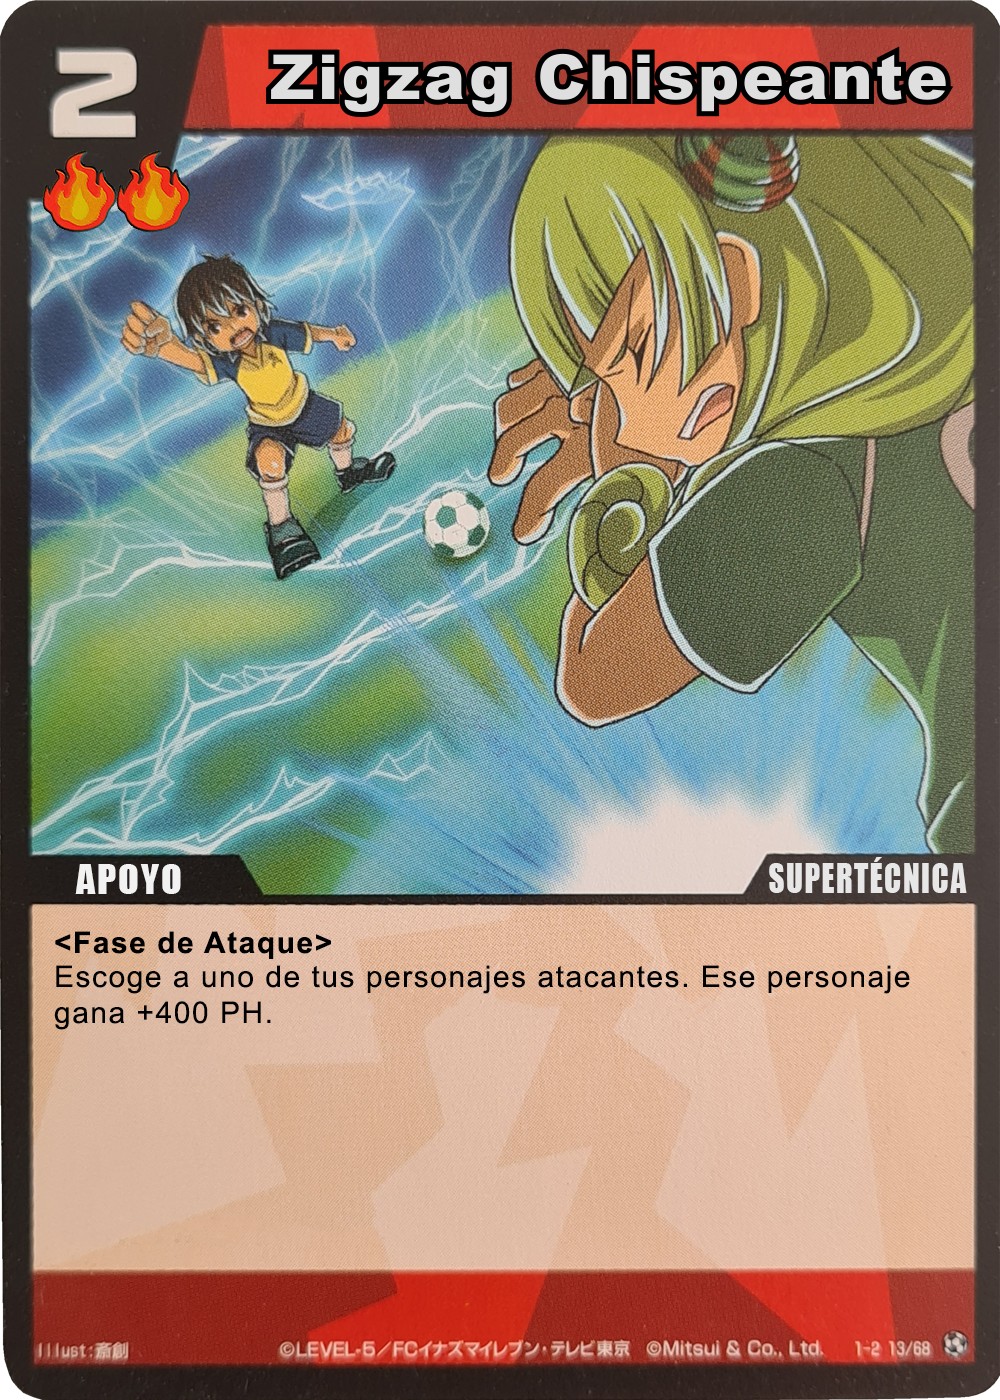 2
Zigzag Chispeante
APOYO
SUPERTÉCNICA
<Fase de Ataque>
Escoge a uno de tus personajes atacantes. Ese personaje
gana +400 PH.
Illust:斎創
©LEVEL-5/FCイナズマイレブン・テレビ東京 ©Mitsui & Co., Ltd. 1-2 13/68